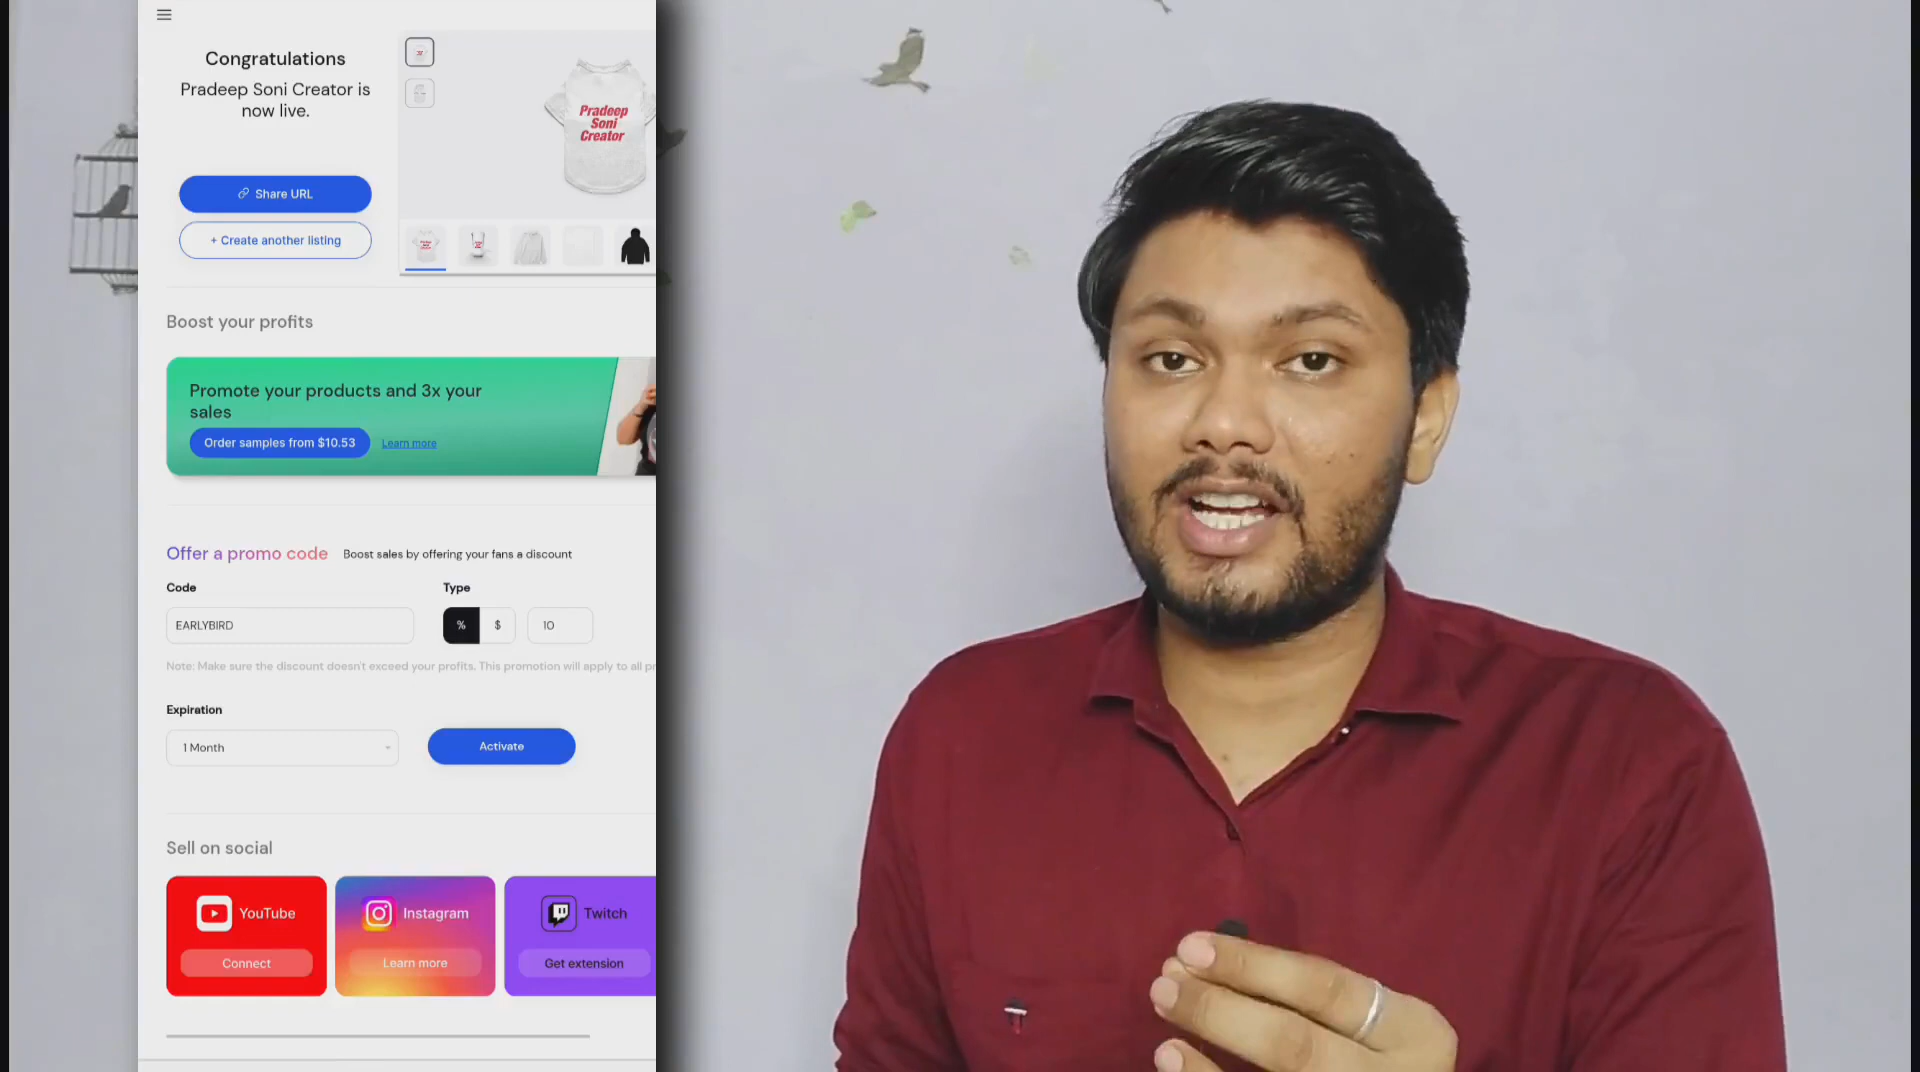 Congratulations
Pradeep Soni Creator is
now live.
Share URL
+ Create another listing
Pradeep
Soni
Creator
Boost your profits
Promote your products and 3x your
sales
Order samples from $10.53
Learn more
Offer a promo code
Boost sales by offering your fans a discount
Code
Type
EARLYBIRD
%
$
10
Note: Make sure the discount doesn't exceed your profits. This promotion will apply to all
Expiration
1 Month
Activate
Sell on social
YouTube
Connect
Instagram
Learn more
Twitch
Get extension